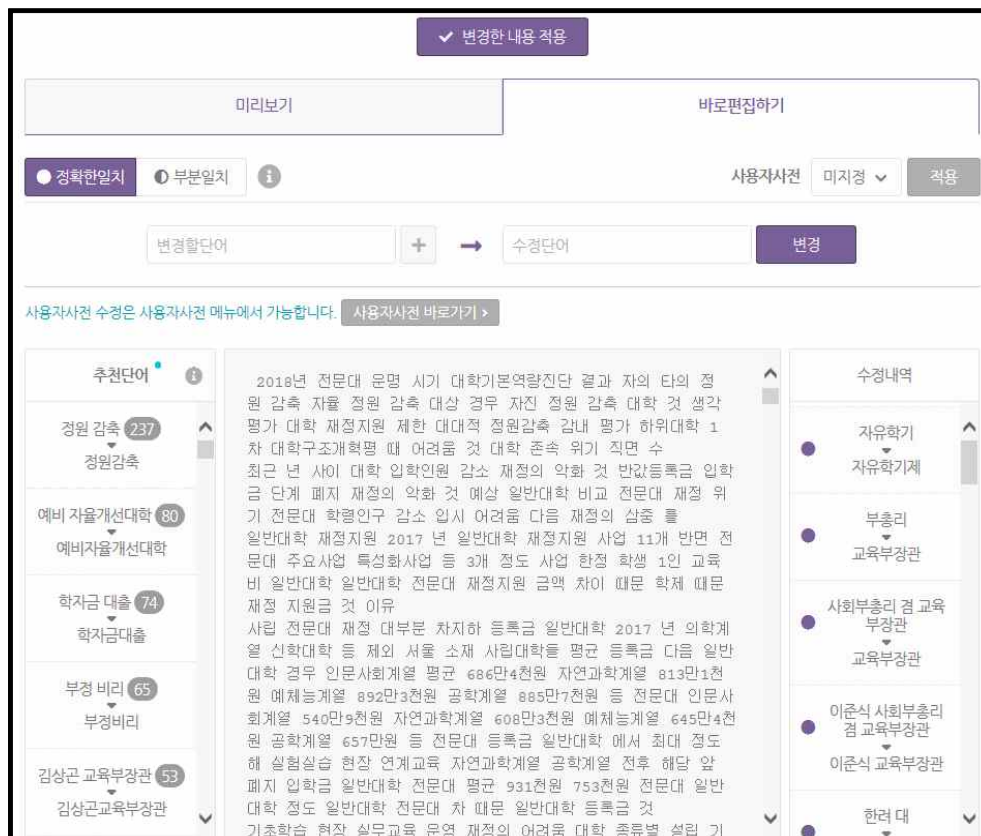 변경한 내용 적용
미리보기
바로편집하기
정확한일치
부분일치
사용자사전
미지정
적용
변경할단어
수정단어
변경
사용자사전 수정은 사용자사전 메뉴에서 가능합니다.
사용자사전 바로가기 >
추천단어
정원 감축 237
정원감축
예비 자율개선대학 80
예비자율개선대학
학자금 대출 74
학자금대출
부정 비리 65
부정비리
김상곤 교육부장관 53
김상곤교육부장관
2018년 전문대 운명 시기 대학기본역량진단 결과 자의 타의 정
원 감축 자율 정원 감축 대상 경우 자진 정원 감축 대학 것 생각
평가 대학 재정지원 제한 대대적 정원감축 감내 평가 하위대학 1
차 대학구조개혁평 때 어려움 것 대학 존속 위기 직면 수
최근 년 사이 대학 입학인원 감소 재정의 악화 것 반값등록금 입학
금 단계 폐지 재정의 악화 것 예상 일반대학 비교 전문대 재정 위
기 전문대 학령인구 감소 입시 어려움 다음 재정의 삼중 를
일반대학 재정지원 2017 년 일반대학 재정지원 사업 11개 반면 전
문대 주요사업 특성화사업 등 3개 정도 사업 한정 학생 1인 교육
비 일반대학 일반대학 전문대 재정지원 금액 차이 때문 학제 때문
재정 지원금 것 이유
사립 전문대 재정 대부분 차지하 등록금 일반대학 2017 년 의학계
열 신학대학 등 제외 서울 소재 사립대학들 평균 등록금 다음 일반
대학 경우 인문사회계열 평균 686만4천원 자연과학계열 813만1천
원 예체능계열 892만3천원 공학계열 885만7천원 등 전문대 인문사
회계열 540만9천원 자연과학계열 608만3천원 예체능계열 645만4천
원 공학계열 657만원 등 전문대 등록금 일반대학 에서 최대 정도
해 실험실습 현장 연계교육 자연과학계열 공학계열 전후 해당 앞
폐지 입학금 일반대학 전문대 평균 931천원 753천원 전문대 일반
대학 정도 일반대학 전문대 차 때문 일반대학 등록금 것
기초학습 현장 실무교육 운영 재정의 어려움 대학 종류별 설립 기
수정내역
자유학기
자유학기제
부총리
교육부장관
사회부총리 겸 교육
부장관
교육부장관
이준식 사회부총리
겸 교육부장관
이준식 교육부장관
한러 대